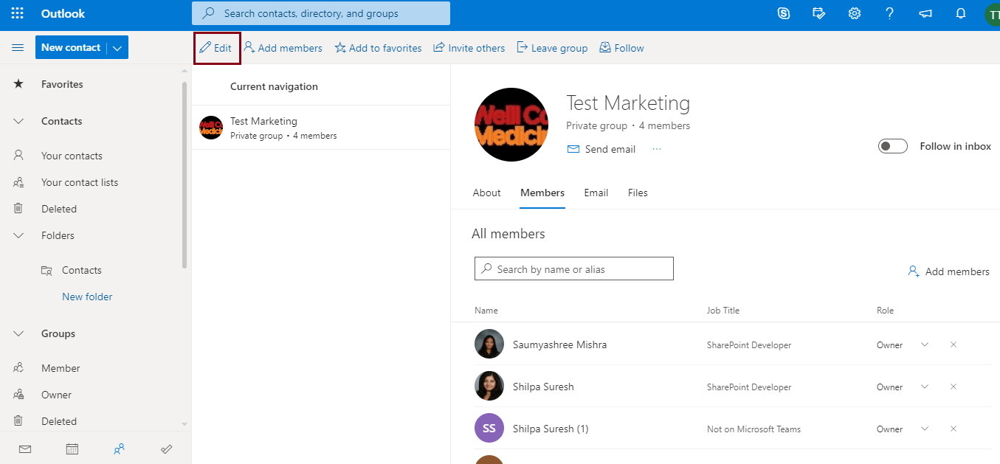 Outlook
Search contacts, directory, and groups
TT
New contact
Edit
Add members
Add to favorites
Invite others
Leave group
Follow
Favorites
Contacts
Your contacts
Your contact lists
Deleted
Folders
Contacts
New folder
Groups
Member
Owner
Deleted
Current navigation
Test Marketing
Private group • 4 members
Test Marketing
Private group • 4 members
Send email
Follow in inbox
About Members Email Files
All members
Search by name or alias
Add members
Name Job Title Role
Saumyashree Mishra SharePoint Developer Owner
Shilpa Suresh SharePoint Developer Owner
SS Shilpa Suresh (1) Not on Microsoft Teams Owner